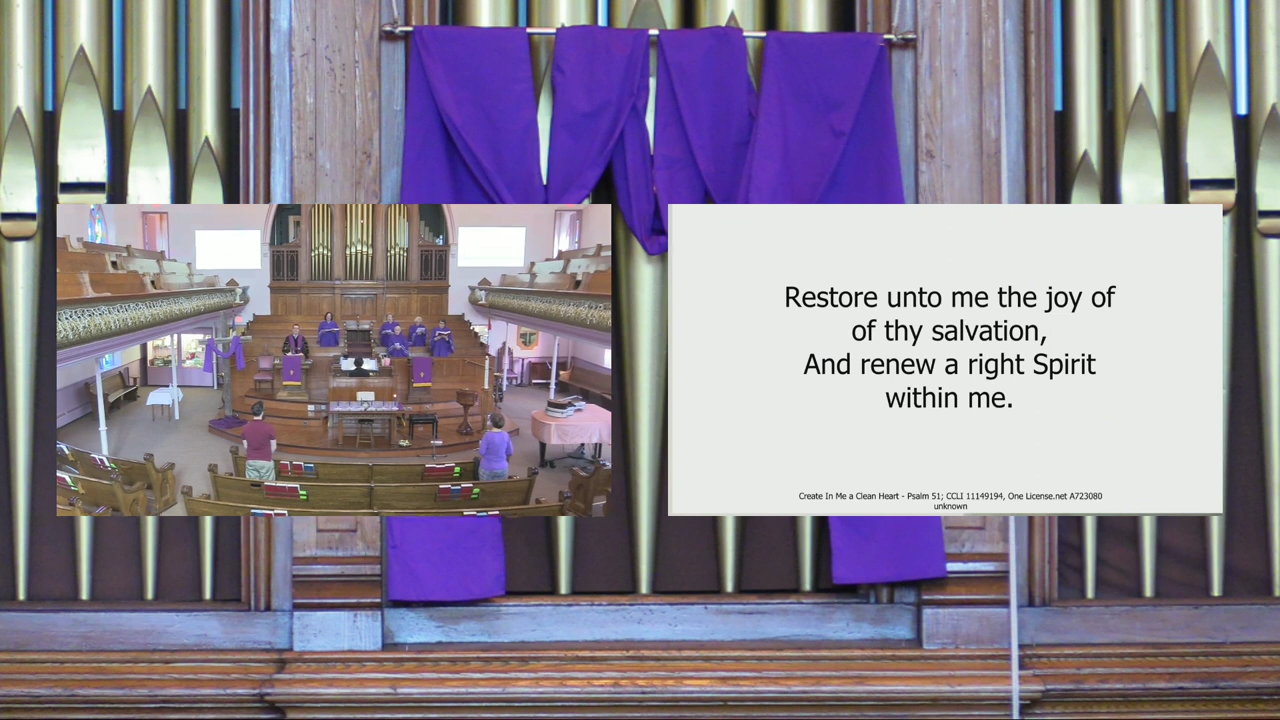 Restore unto me the joy of
of thy salvation,
And renew a right Spirit
within me.
Create In Me a Clean Heart - Psalm 51; CCLI 11149194, One License.net A723080
unknown